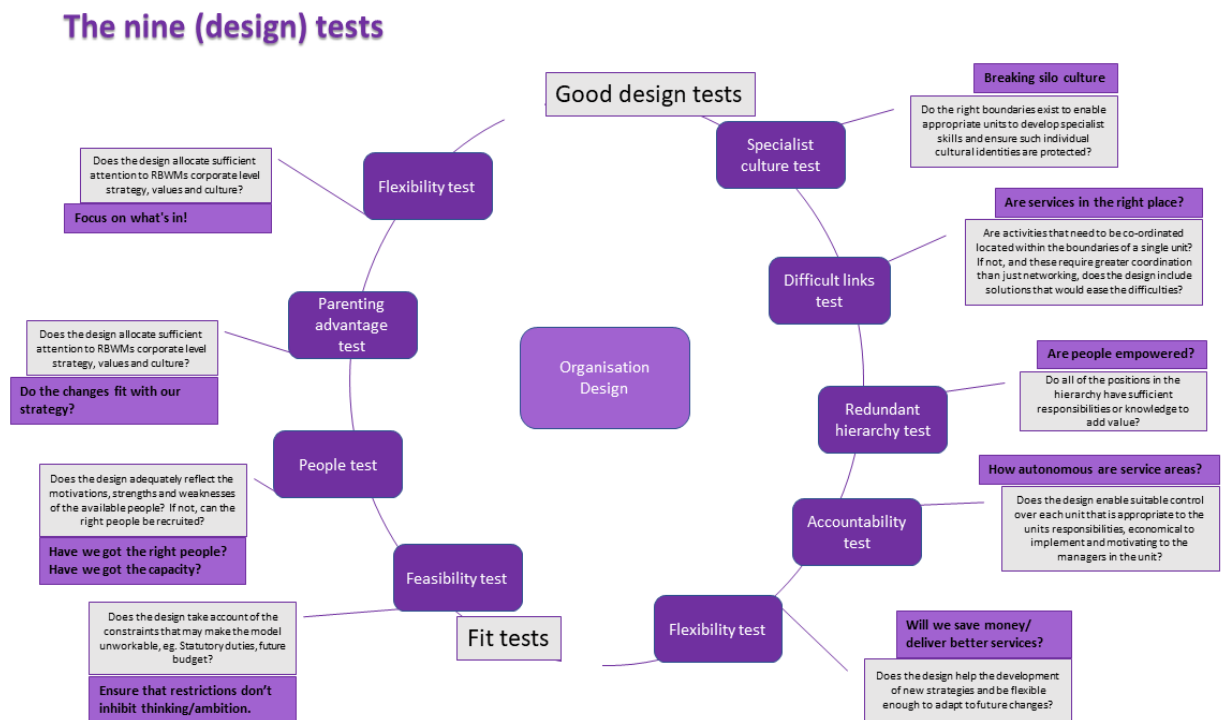 The nine (design) tests
Good design tests
Specialist
culture test
Breaking silo culture
Do the right boundaries exist to enable
appropriate units to develop specialist
skills and ensure such individual
cultural identities are protected?
Difficult links
test
Are services in the right place?
Are activities that need to be co-ordinated
located within the boundaries of a single unit?
If not, and these require greater coordination
than just networking, does the design include
solutions that would ease the difficulties?
Redundant
hierarchy test
Are people empowered?
Do all of the positions in the
hierarchy have sufficient
responsibilities or knowledge to
add value?
Accountability
test
How autonomous are service areas?
Does the design enable suitable control
over each unit that is appropriate to the
units responsibilities, economical to
implement and motivating to the
managers in the unit?
Flexibility test
Will we save money/
deliver better services?
Does the design help the development
of new strategies and be flexible
enough to adapt to future changes?
Organisation
Design
Fit tests
Flexibility test
Does the design allocate sufficient
attention to RBWMs corporate level
strategy, values and culture?
Focus on what's in!
Parenting
advantage
test
Does the design allocate sufficient
attention to RBWMs corporate level
strategy, values and culture?
Do the changes fit with our
strategy?
People test
Does the design adequately reflect the
motivations, strengths and weaknesses
of the available people? If not, can the
right people be recruited?
Have we got the right people?
Have we got the capacity?
Feasibility test
Does the design take account of the
constraints that may make the model
unworkable, eg. Statutory duties, future
budget?
Ensure that restrictions don't
inhibit thinking/ambition.